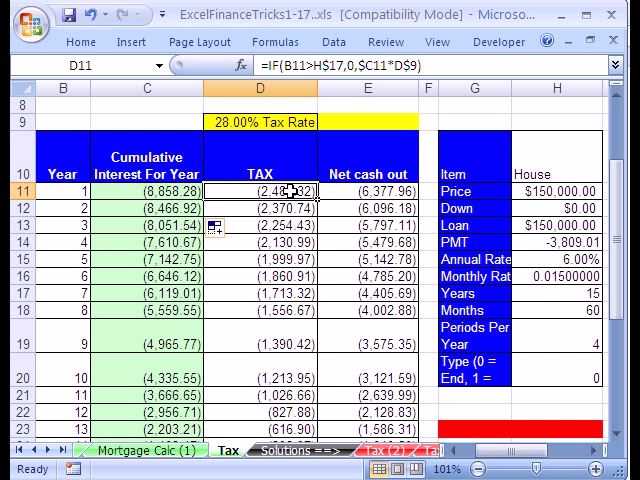 ExcelFinanceTricks1-17..xls [Compatibility Mode] - Microso...
Home Insert Page Layout Formulas Data Review View Developer
D11 fx =IF(B11>H$17,0,$C11*D$9)
B C D E F G H
8
9 28.00% Tax Rate
10 Year Cumulative Interest For Year TAX Net cash out Item House
11 1 (8,858.28) (6,377.96) Price $150,000.00
12 2 (8,466.92) (2,370.74) (6,096.18) Down $0.00
13 3 (8,051.54) (2,254.43) (5,797.11) Loan $150,000.00
14 4 (7,610.67) (2,130.99) (5,479.68) PMT -3,809.01
15 5 (7,142.75) (1,999.97) (5,142.78) Annual Rate 6.00%
16 6 (6,646.12) (1,860.91) (4,785.20) Monthly Rat 0.01500000
17 7 (6,119.01) (1,713.32) (4,405.69) Years 15
18 8 (5,559.55) (1,556.67) (4,002.88) Months 60
19 9 (4,965.77) (1,390.42) (3,575.35) Periods Per Year 4
20 10 (4,335.55) (1,213.95) (3,121.59) Type (0 = End, 1 = 0
21 11 (3,666.65) (1,026.66) (2,639.99)
22 12 (2,956.71) (827.88) (2,128.83)
23 13 (2,203.21) (616.90) (1,586.31)
Mortgage Calc (1) Tax Solutions ==> Tax (2) Ta
Ready 101%